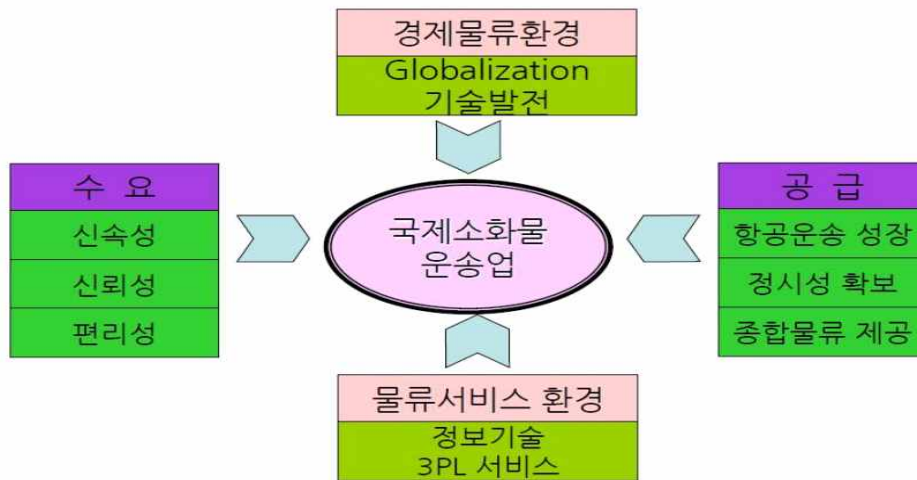 경제물류환경
Globalization
기술발전
수 요
신속성
신뢰성
편리성
국제소화물
운송업
공 급
항공운송 성장
정시성 확보
종합물류 제공
물류서비스 환경
정보기술
3PL 서비스